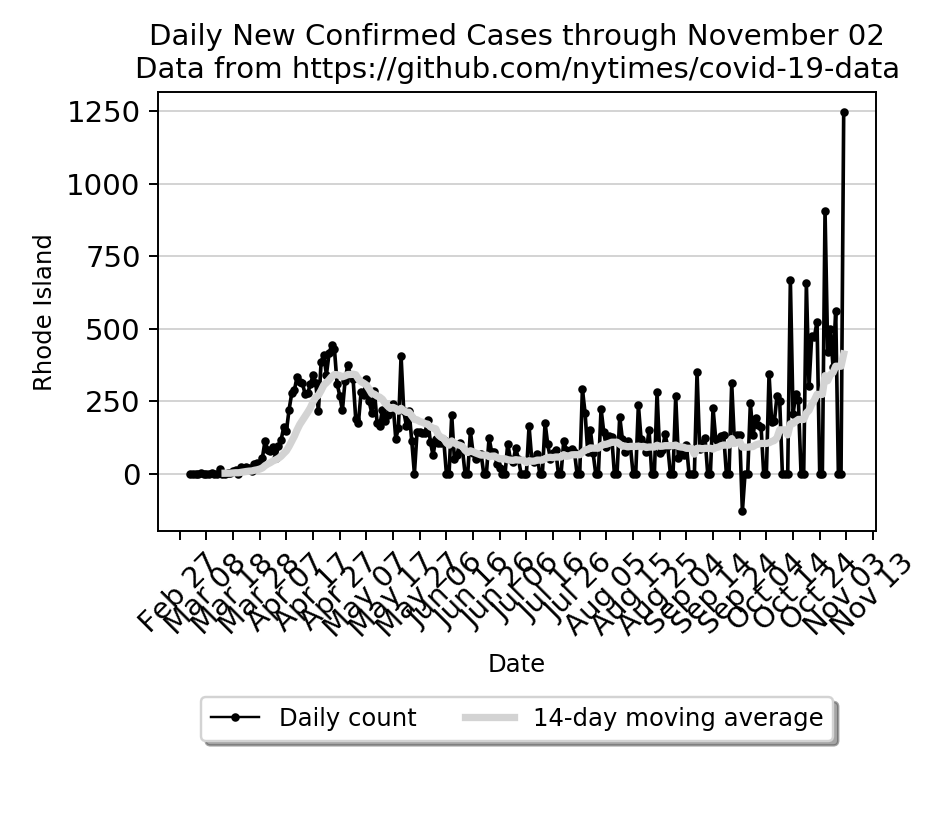 Daily New Confirmed Cases through November 02
Data from https://github.com/nytimes/covid-19-data
1250
1000
750
500
250
0
Rhode Island
Feb 27
Mar 08
Mar 18
Mar 28
Apr 07
Apr 17
Apr 27
May 07
May 17
May 27
Jun 06
Jun 16
Jun 26
Jul 06
Jul 16
Jul 26
Aug 05
Aug 15
Aug 25
Sep 04
Sep 14
Sep 24
Oct 04
Oct 14
Oct 24
Nov 03
Nov 13
Date
Daily count
14-day moving average